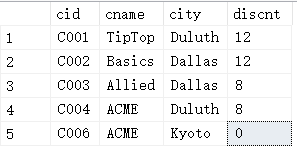 cid cname city discnt
1 C001 TipTop Duluth 12
2 C002 Basics Dallas 12
3 C003 Allied Dallas 8
4 C004 ACME Duluth 8
5 C006 ACME Kyoto 0